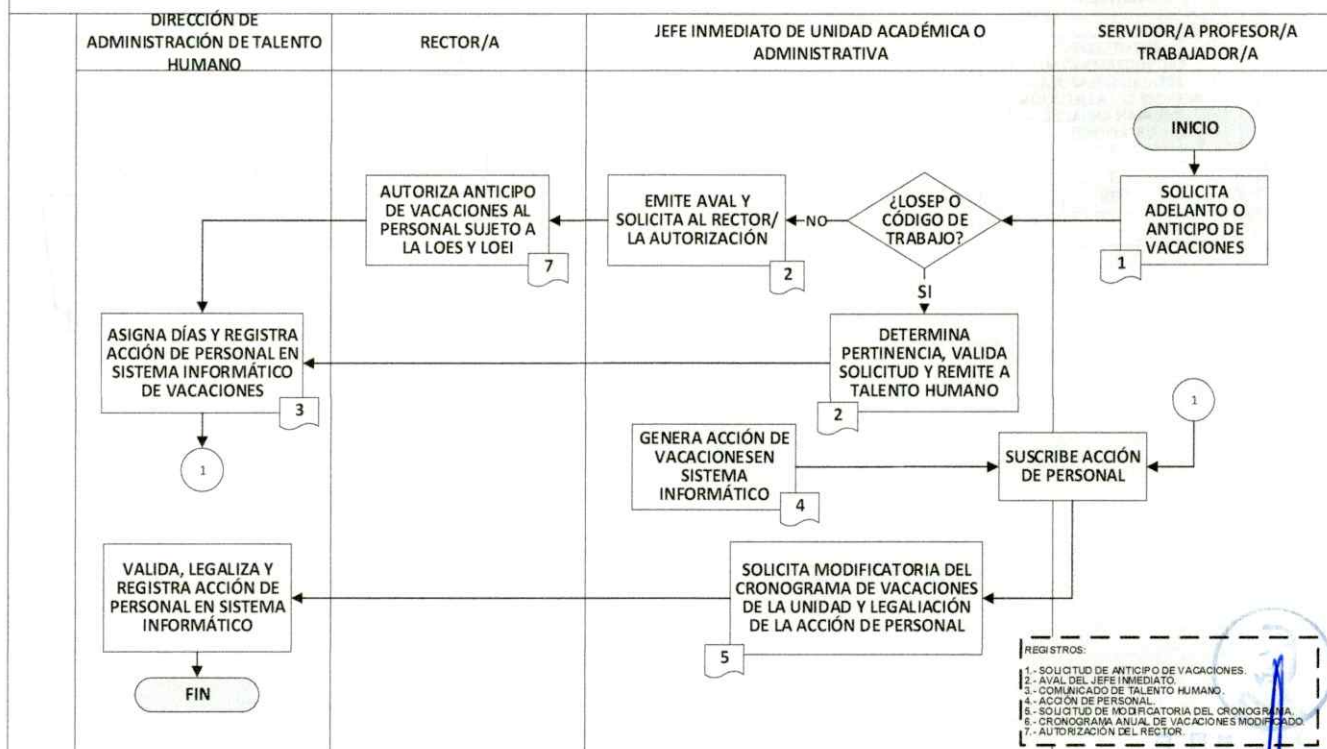 DIRECCIÓN DE
ADMINISTRACIÓN DE TALENTO
HUMANO
RECTOR/A
JEFE INMEDIATO DE UNIDAD ACADÉMICA O
ADMINISTRATIVA
SERVIDOR/A PROFESOR/A
TRABAJADOR/A
INICIO
SOLICITA
ADELANTO O
ANTICIPO DE
VACACIONES
1
¿LOSEP O
CÓDIGO DE
TRABAJO?
NO
SI
EMITE AVAL Y
SOLICITA AL RECTOR/
LA AUTORIZACIÓN
2
AUTORIZA ANTICIPO
DE VACACIONES AL
PERSONAL SUJETO A
LA LOES Y LOEI
7
ASIGNA DÍAS Y REGISTRA
ACCIÓN DE PERSONAL EN
SISTEMA INFORMÁTICO
DE VACACIONES
3
DETERMINA
PERTINENCIA, VALIDA
SOLICITUD Y REMITE A
TALENTO HUMANO
2
1
1
GENERA ACCIÓN DE
VACACIONESEN
SISTEMA
INFORMÁTICO
4
SUSCRIBE ACCIÓN
DE PERSONAL
SOLICITA MODIFICATORIA DEL
CRONOGRAMA DE VACACIONES
DE LA UNIDAD Y LEGALIACIÓN
DE LA ACCIÓN DE PERSONAL
5
VALIDA, LEGALIZA Y
REGISTRA ACCIÓN DE
PERSONAL EN SISTEMA
INFORMÁTICO
FIN
REGISTROS:
1.- SOLICITUD DE ANTICIPO DE VACACIONES.
2.- AVAL DEL JEFE INMEDIATO.
3.- COMUNICADO DE TALENTO HUMANO.
4.- ACCIÓN DE PERSONAL.
5.- SOLICITUD DE MODIFICATORIA DEL CRONOGRAMA.
6.- CRONOGRAMA ANUAL DE VACACIONES MODIFICADO.
7.- AUTORIZACIÓN DEL RECTOR.